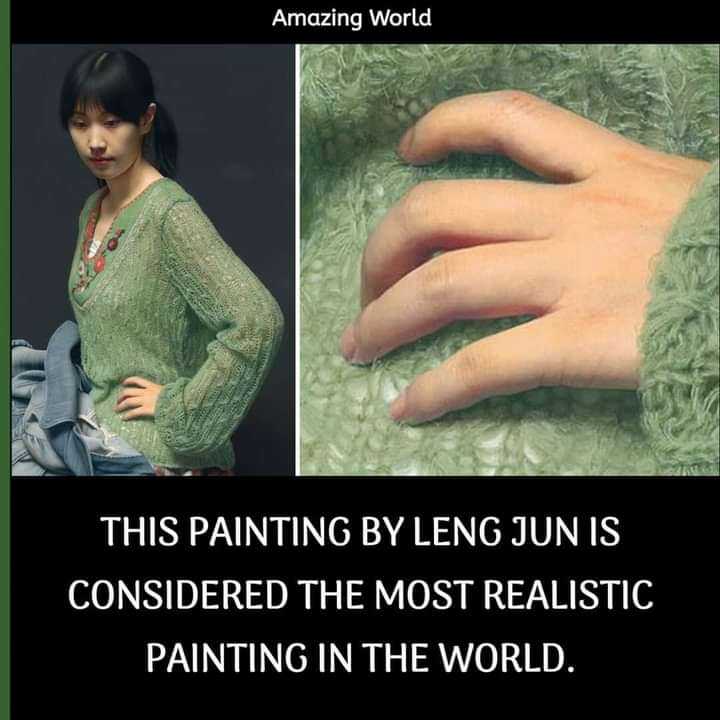 Amazing World
THIS PAINTING BY LENG JUN IS
CONSIDERED THE MOST REALISTIC
PAINTING IN THE WORLD.